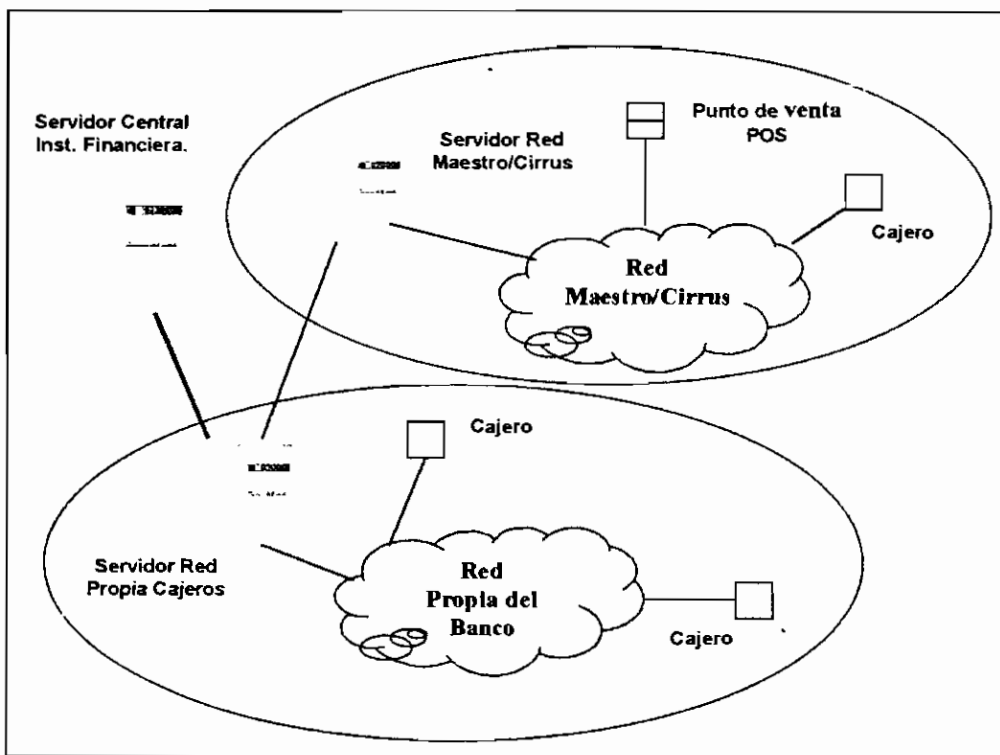 Servidor Central
Inst. Financiera.
Servidor Red
Maestro/Cirrus
Punto de venta
POS
Cajero
Red
Maestro/Cirrus
Cajero
Servidor Red
Propia Cajeros
Red
Propia del
Banco
Cajero